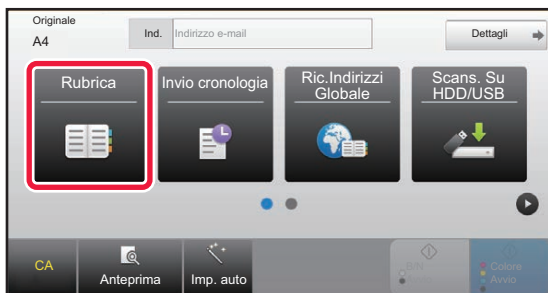 Originale
A4
Ind.
Indirizzo e-mail
Dettagli
Rubrica
Invio cronologia
Ric.Indirizzi
Globale
Scans. Su
HDD/USB
CA
Anteprima
Imp. auto
B/N
Colore
Avvio